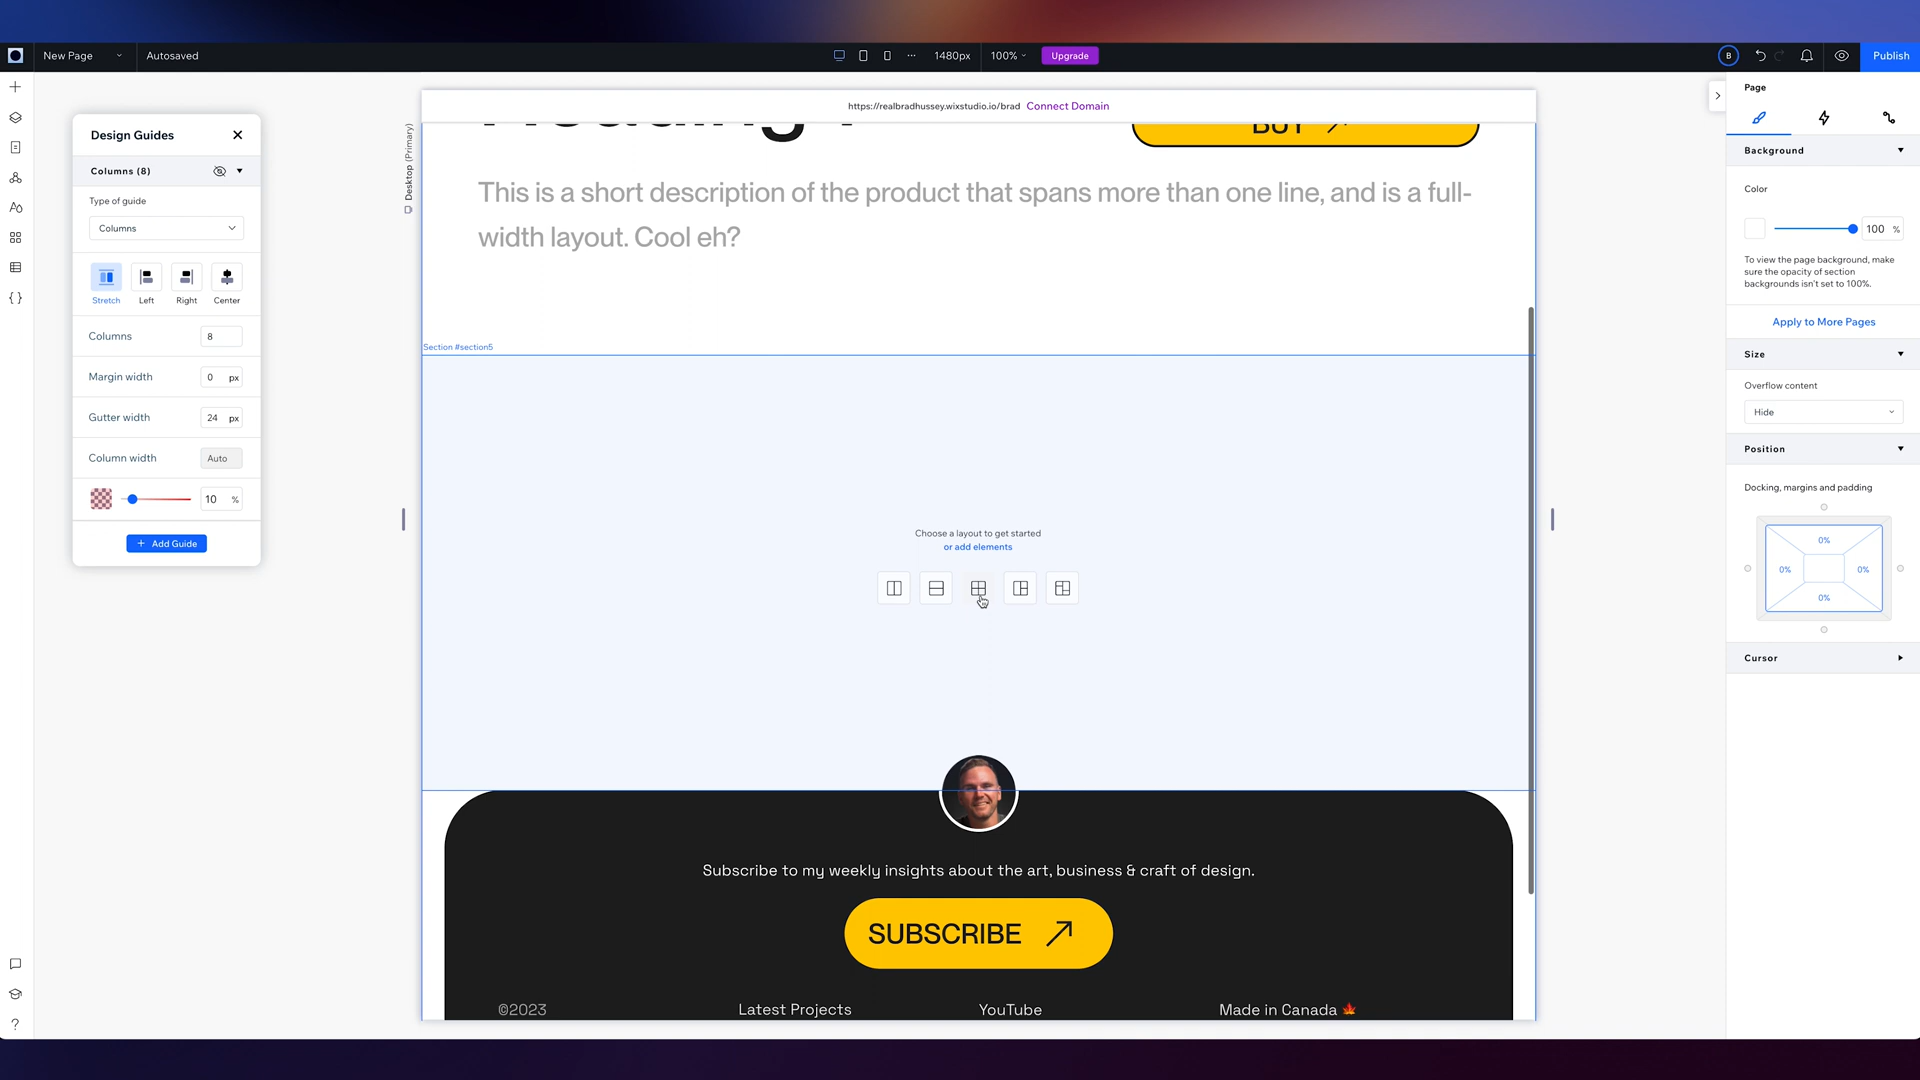 New Page
Autosaved
1480px
100%
Upgrade
B
Publish
Design Guides
Columns (8)
Type of guide
Columns
Stretch
Left
Right
Center
Columns
8
Margin width
0 px
Gutter width
24 px
Column width
Auto
10 %
+ Add Guide
Desktop (Primary)
https://realbradhussey.wixstudio.io/brad Connect Domain
BUY
This is a short description of the product that spans more than one line, and is a full-
width layout. Cool eh?
Section #section5
Choose a layout to get started
or add elements
Subscribe to my weekly insights about the art, business & craft of design.
SUBSCRIBE
©2023
Latest Projects
YouTube
Made in Canada
Page
Background
Color
100 %
To view the page background, make
sure the opacity of section
backgrounds isn't set to 100%.
Apply to More Pages
Size
Overflow content
Hide
Position
Docking, margins and padding
0%
0%
0%
0%
Cursor